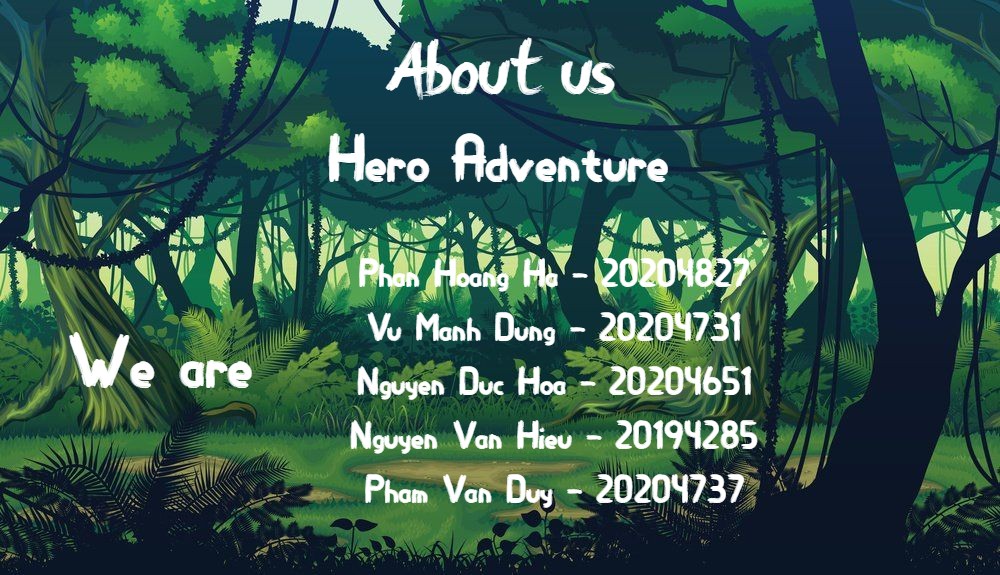 About us
Hero Adventure
We are
Phan Hoang Ha - 20204827
Vu Manh Dung - 20204731
Nguyen Duc Hoa - 20204651
Nguyen Van Hieu - 20194285
Pham Van Duy - 20204737